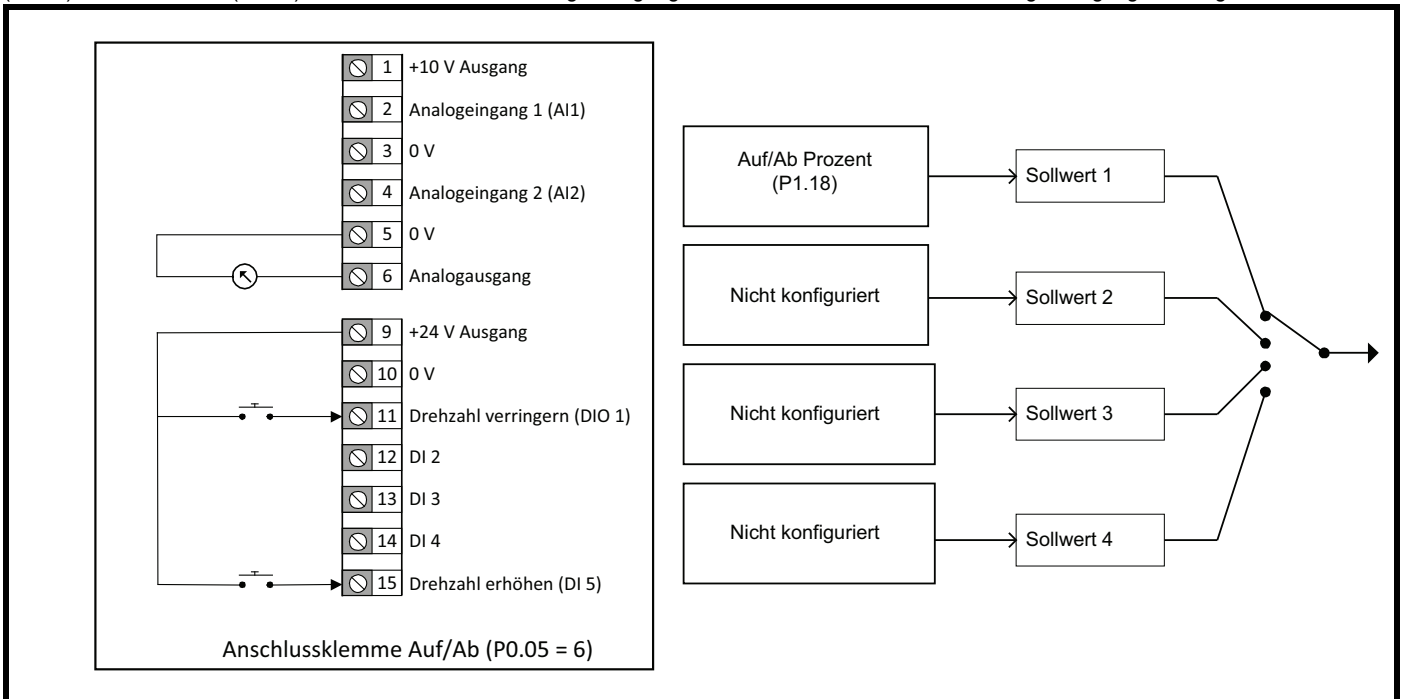 1 +10 V Ausgang
2 Analogeingang 1 (AI1)
3 0 V
4 Analogeingang 2 (AI2)
5 0 V
6 Analogausgang
9 +24 V Ausgang
10 0 V
11 Drehzahl verringern (DIO 1)
12 DI 2
13 DI 3
14 DI 4
15 Drehzahl erhöhen (DI 5)
Anschlussklemme Auf/Ab (P0.05 = 6)
Auf/Ab Prozent
(P1.18)
Sollwert 1
Nicht konfiguriert
Sollwert 2
Nicht konfiguriert
Sollwert 3
Nicht konfiguriert
Sollwert 4